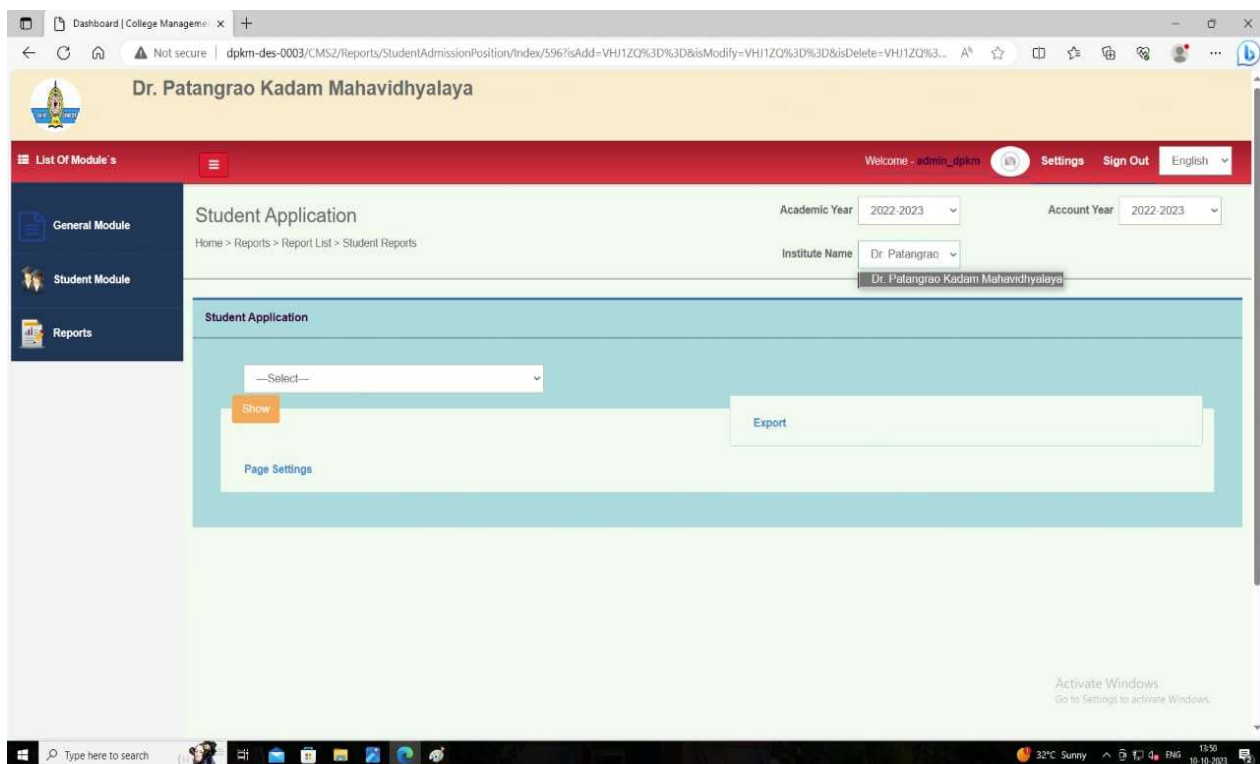 Dashboard | College Manageme
Not secure | dpkm-des-0003/CMS2/Reports/StudentAdmissionPosition/Index/596?isAdd=VHJ1ZQ%3D%3D&isModify=VHJ1ZQ%3D%3D&isDelete=VHJ1ZQ%3...
Dr. Patangrao Kadam Mahavidhyalaya
List Of Module's
Welcome - admin_dpkm
Settings
Sign Out
English
General Module
Student Module
Reports
Student Application
Home > Reports > Report List > Student Reports
Academic Year 2022-2023
Account Year 2022-2023
Institute Name Dr. Patangrao
Dr. Patangrao Kadam Mahavidhyalaya
Student Application
---Select---
Show
Export
Page Settings
Activate Windows
Go to Settings to activate Windows.
Type here to search
32°C Sunny
ENG
13:50
10-10-2023